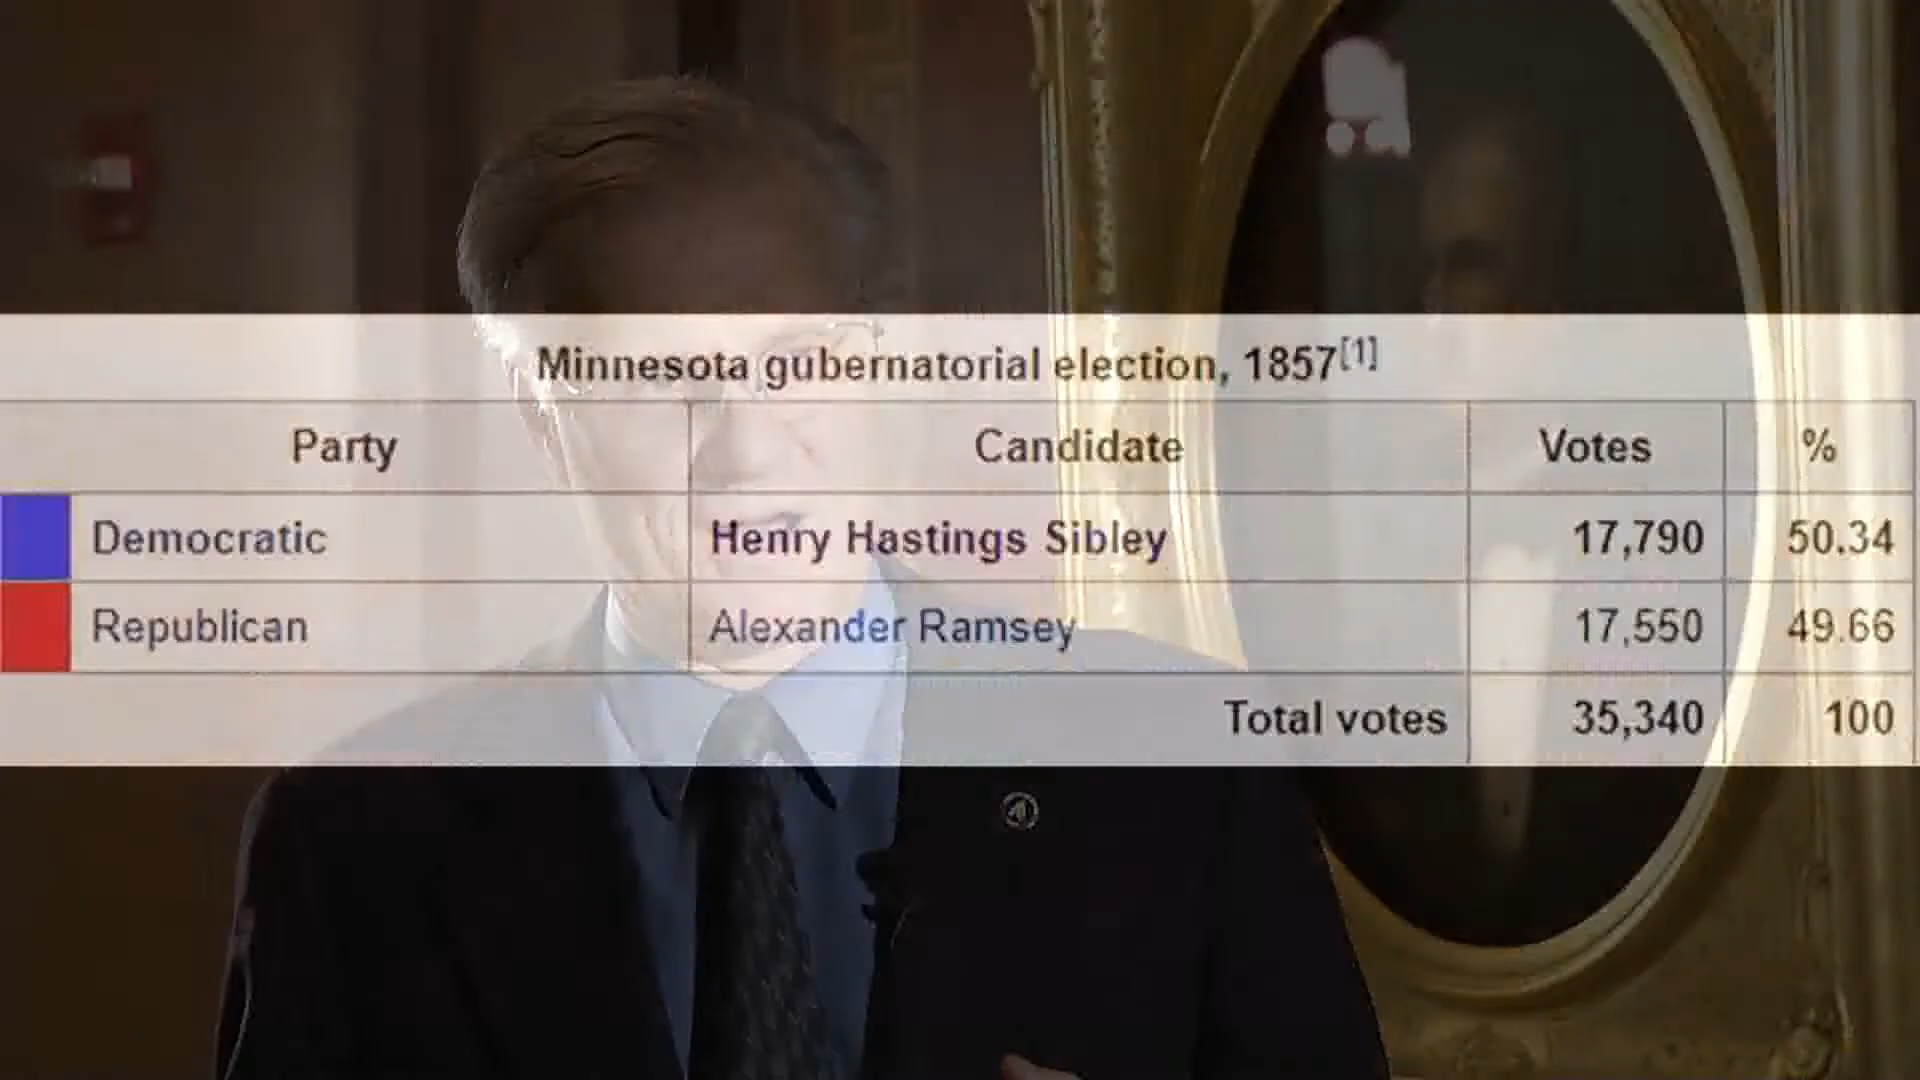 Minnesota gubernatorial election, 1857[1]
Party Candidate Votes %
Democratic Henry Hastings Sibley 17,790 50.34
Republican Alexander Ramsey 17,550 49.66
Total votes 35,340 100